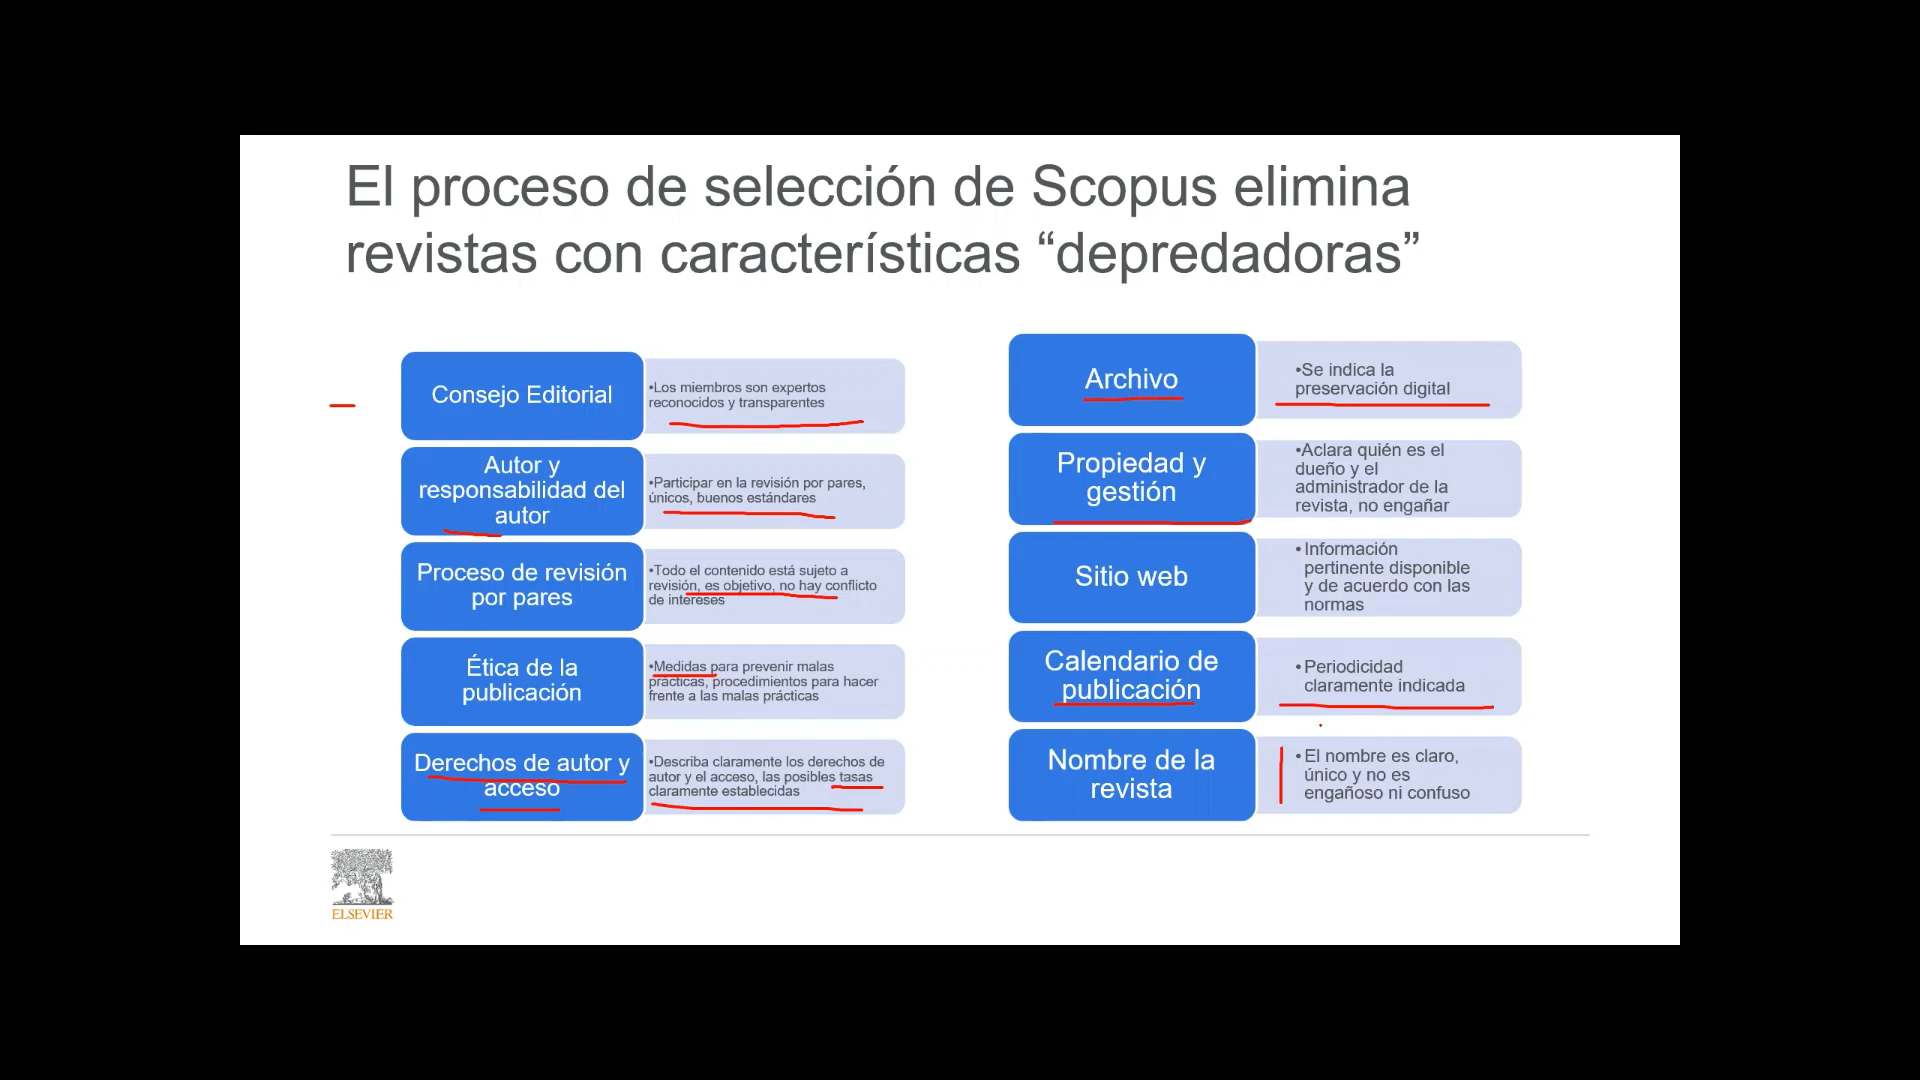 El proceso de selección de Scopus elimina
revistas con características “depredadoras”
Consejo Editorial
•Los miembros son expertos
reconocidos y transparentes
Autor y
responsabilidad del
autor
•Participar en la revisión por pares,
únicos, buenos estándares
Proceso de revisión
por pares
•Todo el contenido está sujeto a
revisión, es objetivo, no hay conflicto
de intereses
Ética de la
publicación
•Medidas para prevenir malas
prácticas, procedimientos para hacer
frente a las malas prácticas
Derechos de autor y
acceso
•Describa claramente los derechos de
autor y el acceso, las posibles tasas
claramente establecidas
Archivo
•Se indica la
preservación digital
Propiedad y
gestión
•Aclara quién es el
dueño y el
administrador de la
revista, no engañar
Sitio web
•Información
pertinente disponible
y de acuerdo con las
normas
Calendario de
publicación
•Periodicidad
claramente indicada
Nombre de la
revista
•El nombre es claro,
único y no es
engañoso ni confuso
ELSEVIER